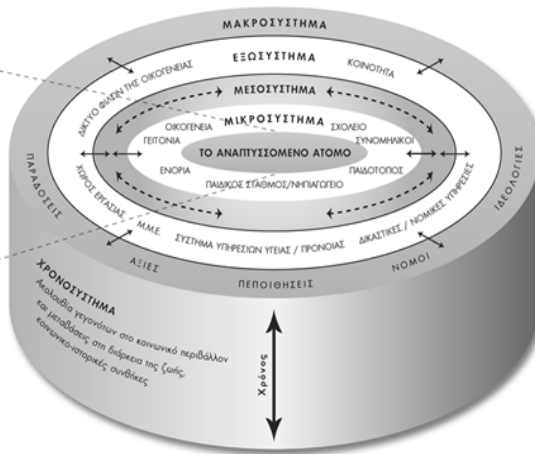 ΜΑΚΡΟΣΥΣΤΗΜΑ
ΕΞΩΣΥΣΤΗΜΑ
ΔΙΚΤΥΟ ΦΙΛΩΝ ΤΗΣ ΟΙΚΟΓΕΝΕΙΑΣ
ΚΟΙΝΟΤΗΤΑ
ΜΕΣΟΣΥΣΤΗΜΑ
ΜΙΚΡΟΣΥΣΤΗΜΑ
ΟΙΚΟΓΕΝΕΙΑ
ΣΧΟΛΕΙΟ
ΓΕΙΤΟΝΙΑ
ΣΥΝΟΜΗΛΙΚΟΙ
ΤΟ ΑΝΑΠΤΥΣΣΟΜΕΝΟ ΑΤΟΜΟ
ΕΝΟΡΙΑ
ΠΑΙΔΟΤΟΠΟΣ
ΠΑΙΔΙΚΟΣ ΣΤΑΘΜΟΣ/ΝΗΠΙΑΓΩΓΕΙΟ
ΧΩΡΟΣ ΕΡΓΑΣΙΑΣ
Μ.Μ.Ε.
ΣΥΣΤΗΜΑ ΥΠΗΡΕΣΙΩΝ ΥΓΕΙΑΣ / ΠΡΟΝΟΙΑΣ
ΔΙΚΑΣΤΙΚΕΣ / ΝΟΜΙΚΕΣ ΥΠΗΡΕΣΙΕΣ
ΠΑΡΑΔΟΣΕΙΣ
ΑΞΙΕΣ
ΠΕΠΟΙΘΗΣΕΙΣ
ΝΟΜΟΙ
ΙΔΕΟΛΟΓΙΕΣ
ΧΡΟΝΟΣΥΣΤΗΜΑ
Ακολουθία γεγονότων στο κοινωνικό περιβάλλον
και μεταβάσεις στη διάρκεια της ζωής,
κοινωνικο-ιστορικές συνθήκες
Χρόνος